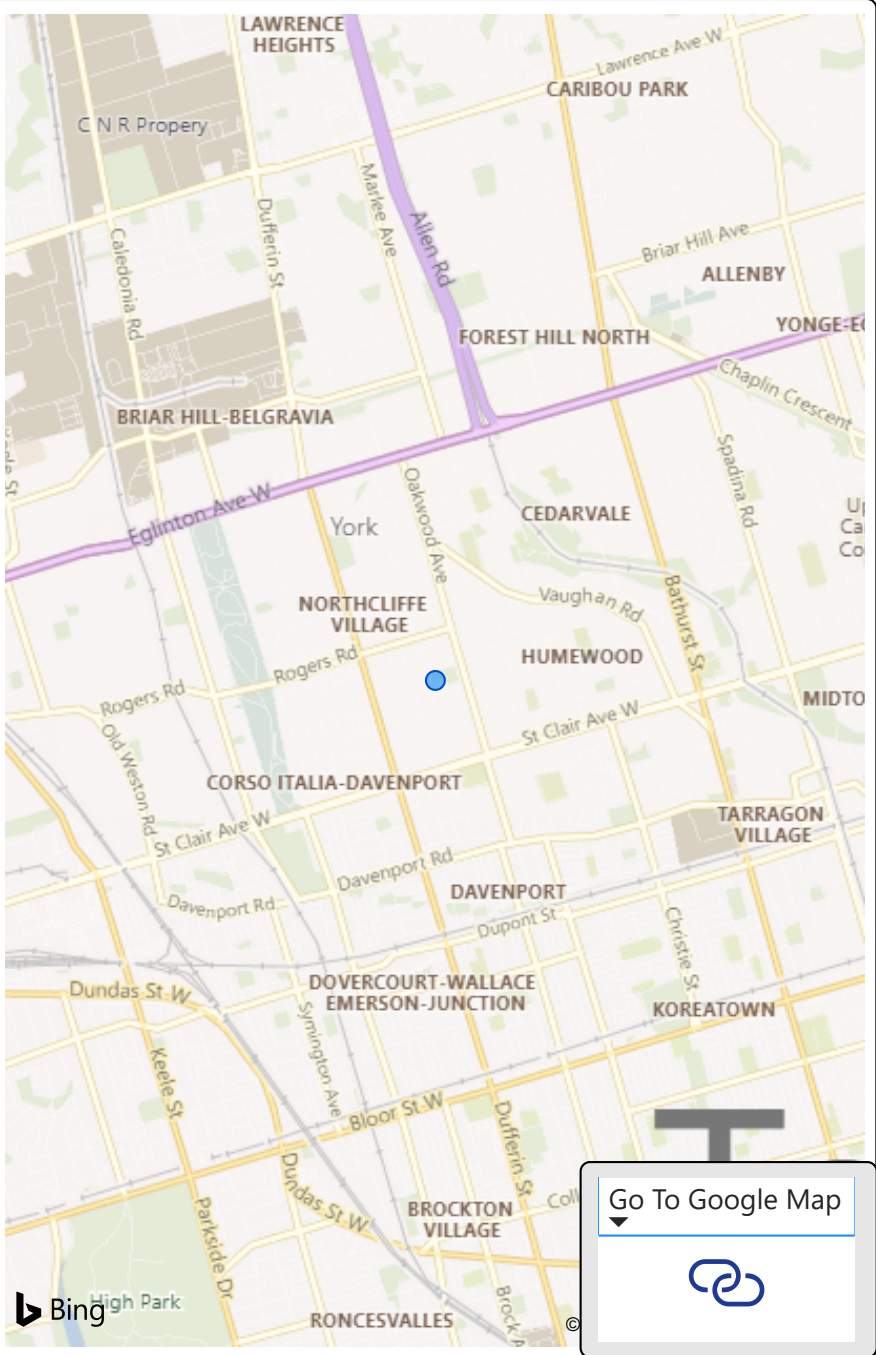 LAWRENCE
HEIGHTS
Lawrence Ave W
CARIBOU PARK
C N R Propery
Marlee Ave
Dufferin St
Allen Rd
Caledonia Rd
Briar Hill Ave
ALLENBY
YONGE-E
FOREST HILL NORTH
Chaplin Crescent
BRIAR HILL-BELGRAVIA
Spadina Rd
Oakwood Ave
Eglinton Ave W
York
CEDARVALE
Up
Ca
Co
NORTHCLIFFE
VILLAGE
Vaughan Rd
Bathurst St
Rogers Rd
HUMEWOOD
Rogers Rd
MIDTO
St Clair Ave W
Old Weston Rd
CORSO ITALIA-DAVENPORT
St Clair Ave W
TARRAGON
VILLAGE
Davenport Rd
DAVENPORT
Davenport Rd
Dupont St
Christie St
DOVERCOURT-WALLACE
EMERSON-JUNCTION
Dundas St W
KOREATOWN
Symington Ave
Keele St
Bloor St W
Dufferin St
T
Dundas St W
Parkside Dr
BROCKTON
VILLAGE
Coll
Go To Google Map
High Park
Bing
RONCESVALLES
Brock A
©